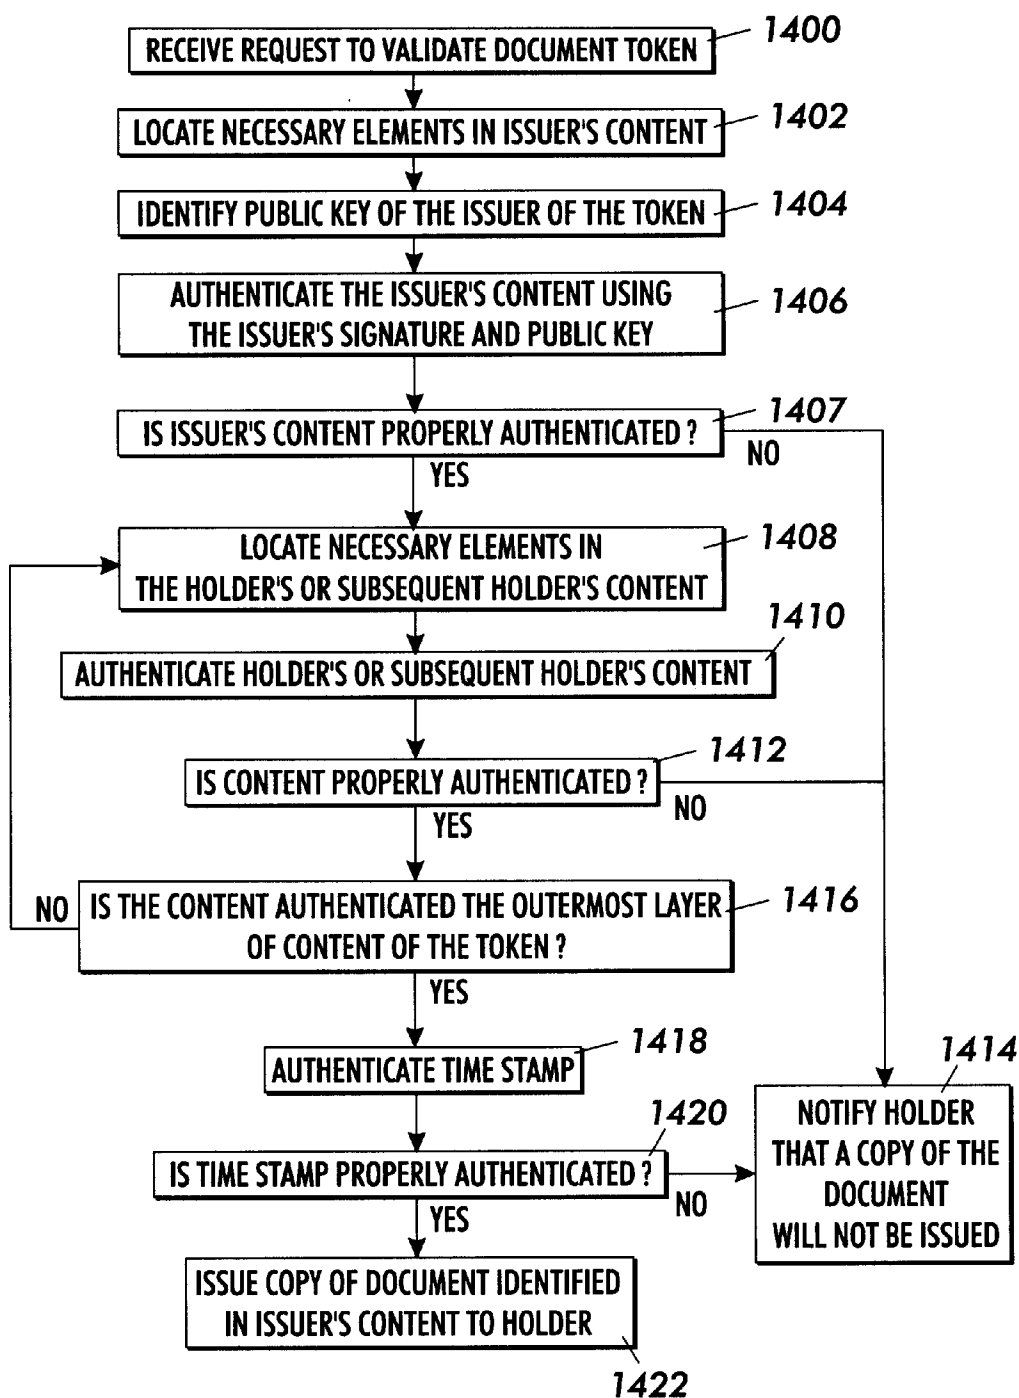 1400
RECEIVE REQUEST TO VALIDATE DOCUMENT TOKEN
1402
LOCATE NECESSARY ELEMENTS IN ISSUER'S CONTENT
1404
IDENTIFY PUBLIC KEY OF THE ISSUER OF THE TOKEN
1406
AUTHENTICATE THE ISSUER'S CONTENT USING
THE ISSUER'S SIGNATURE AND PUBLIC KEY
1407
IS ISSUER'S CONTENT PROPERLY AUTHENTICATED ?
NO
YES
1408
LOCATE NECESSARY ELEMENTS IN
THE HOLDER'S OR SUBSEQUENT HOLDER'S CONTENT
1410
AUTHENTICATE HOLDER'S OR SUBSEQUENT HOLDER'S CONTENT
1412
IS CONTENT PROPERLY AUTHENTICATED ?
NO
YES
1416
NO
IS THE CONTENT AUTHENTICATED THE OUTERMOST LAYER
OF CONTENT OF THE TOKEN ?
YES
1418
AUTHENTICATE TIME STAMP
1414
NOTIFY HOLDER
THAT A COPY OF THE
DOCUMENT
WILL NOT BE ISSUED
1420
IS TIME STAMP PROPERLY AUTHENTICATED ?
NO
YES
ISSUE COPY OF DOCUMENT IDENTIFIED
IN ISSUER'S CONTENT TO HOLDER
1422